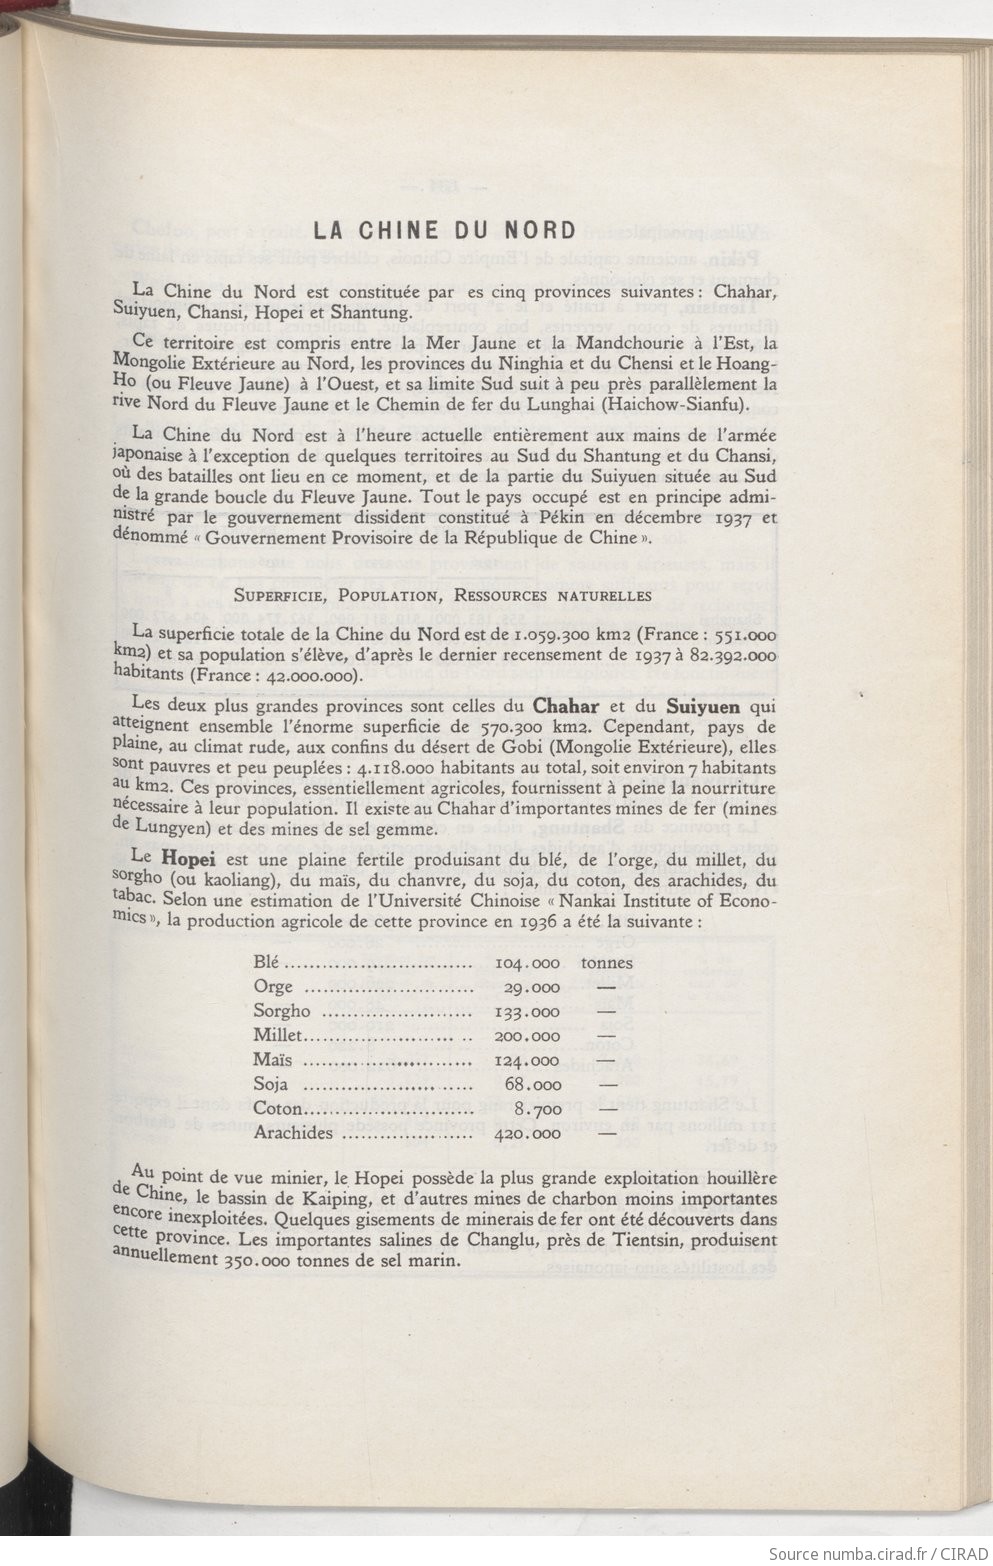 LA CHINE DU NORD
La Chine du Nord est constituée par es cinq provinces suivantes : Chahar,
Suiyuen, Chansi, Hopei et Shantung.
Ce territoire est compris entre la Mer Jaune et la Mandchourie à l'Est, la
Mongolie Extérieure au Nord, les provinces du Ninghia et du Chensi et le Hoang-
Ho (ou Fleuve Jaune) à l'Ouest, et sa limite Sud suit à peu près parallèlement la
rive Nord du Fleuve Jaune et le Chemin de fer du Lunghai (Haichow-Sianfu).
La Chine du Nord est à l'heure actuelle entièrement aux mains de l'armée
japonaise à l'exception de quelques territoires au Sud du Shantung et du Chansi,
où des batailles ont lieu en ce moment, et de la partie du Suiyuen située au Sud
de la grande boucle du Fleuve Jaune. Tout le pays occupé est en principe admi-
nistré par le gouvernement dissident constitué à Pékin en décembre 1937 et
dénommé « Gouvernement Provisoire de la République de Chine ».
SUPERFICIE, POPULATION, RESSOURCES NATURELLES
La superficie totale de la Chine du Nord est de 1.059.300 km2 (France : 551.000
km2) et sa population s'élève, d'après le dernier recensement de 1937 à 82.392.000
habitants (France : 42.000.000).
Les deux plus grandes provinces sont celles du Chahar et du Suiyuen qui
atteignent ensemble l'énorme superficie de 570.300 km2. Cependant, pays de
plaine, au climat rude, aux confins du désert de Gobi (Mongolie Extérieure), elles
sont pauvres et peu peuplées : 4.118.000 habitants au total, soit environ 7 habitants
au km2. Ces provinces, essentiellement agricoles, fournissent à peine la nourriture
nécessaire à leur population. Il existe au Chahar d'importantes mines de fer (mines
de Lungyen) et des mines de sel gemme.
Le Hopei est une plaine fertile produisant du blé, de l'orge, du millet, du
sorgho (ou kaoliang), du maïs, du chanvre, du soja, du coton, des arachides, du
tabac. Selon une estimation de l'Université Chinoise « Nankai Institute of Econo-
mics », la production agricole de cette province en 1936 a été la suivante :
Blé .............................. 104.000 tonnes
Orge ........................... 29.000 —
Sorgho ........................ 133.000 —
Millet........................ .. 200.000 —
Maïs ........................... 124.000 —
Soja ..................... ..... 68.000 —
Coton........................... 8.700 —
Arachides ..................... 420.000 —
Au point de vue minier, le Hopei possède la plus grande exploitation houillère
de Chine, le bassin de Kaiping, et d'autres mines de charbon moins importantes
encore inexploitées. Quelques gisements de minerais de fer ont été découverts dans
cette province. Les importantes salines de Changlu, près de Tientsin, produisent
annuellement 350.000 tonnes de sel marin.
Source numba.cirad.fr / CIRAD